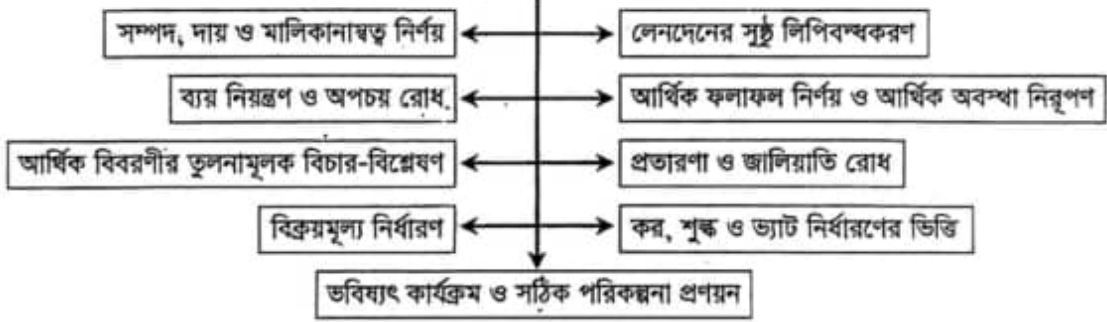 সম্পদ, দায় ও মালিকানাস্বত্ব নির্ণয়
লেনদেনের সুষ্ঠু লিপিবদ্ধকরণ
ব্যয় নিয়ন্ত্রণ ও অপচয় রোধ
আর্থিক ফলাফল নির্ণয় ও আর্থিক অবস্থা নিরূপণ
আর্থিক বিবরণীর তুলনামূলক বিচার-বিশ্লেষণ
প্রতারণা ও জালিয়াতি রোধ
বিক্রয়মূল্য নির্ধারণ
কর, শুল্ক ও ভ্যাট নির্ধারণের ভিত্তি
ভবিষ্যৎ কার্যক্রম ও সঠিক পরিকল্পনা প্রণয়ন